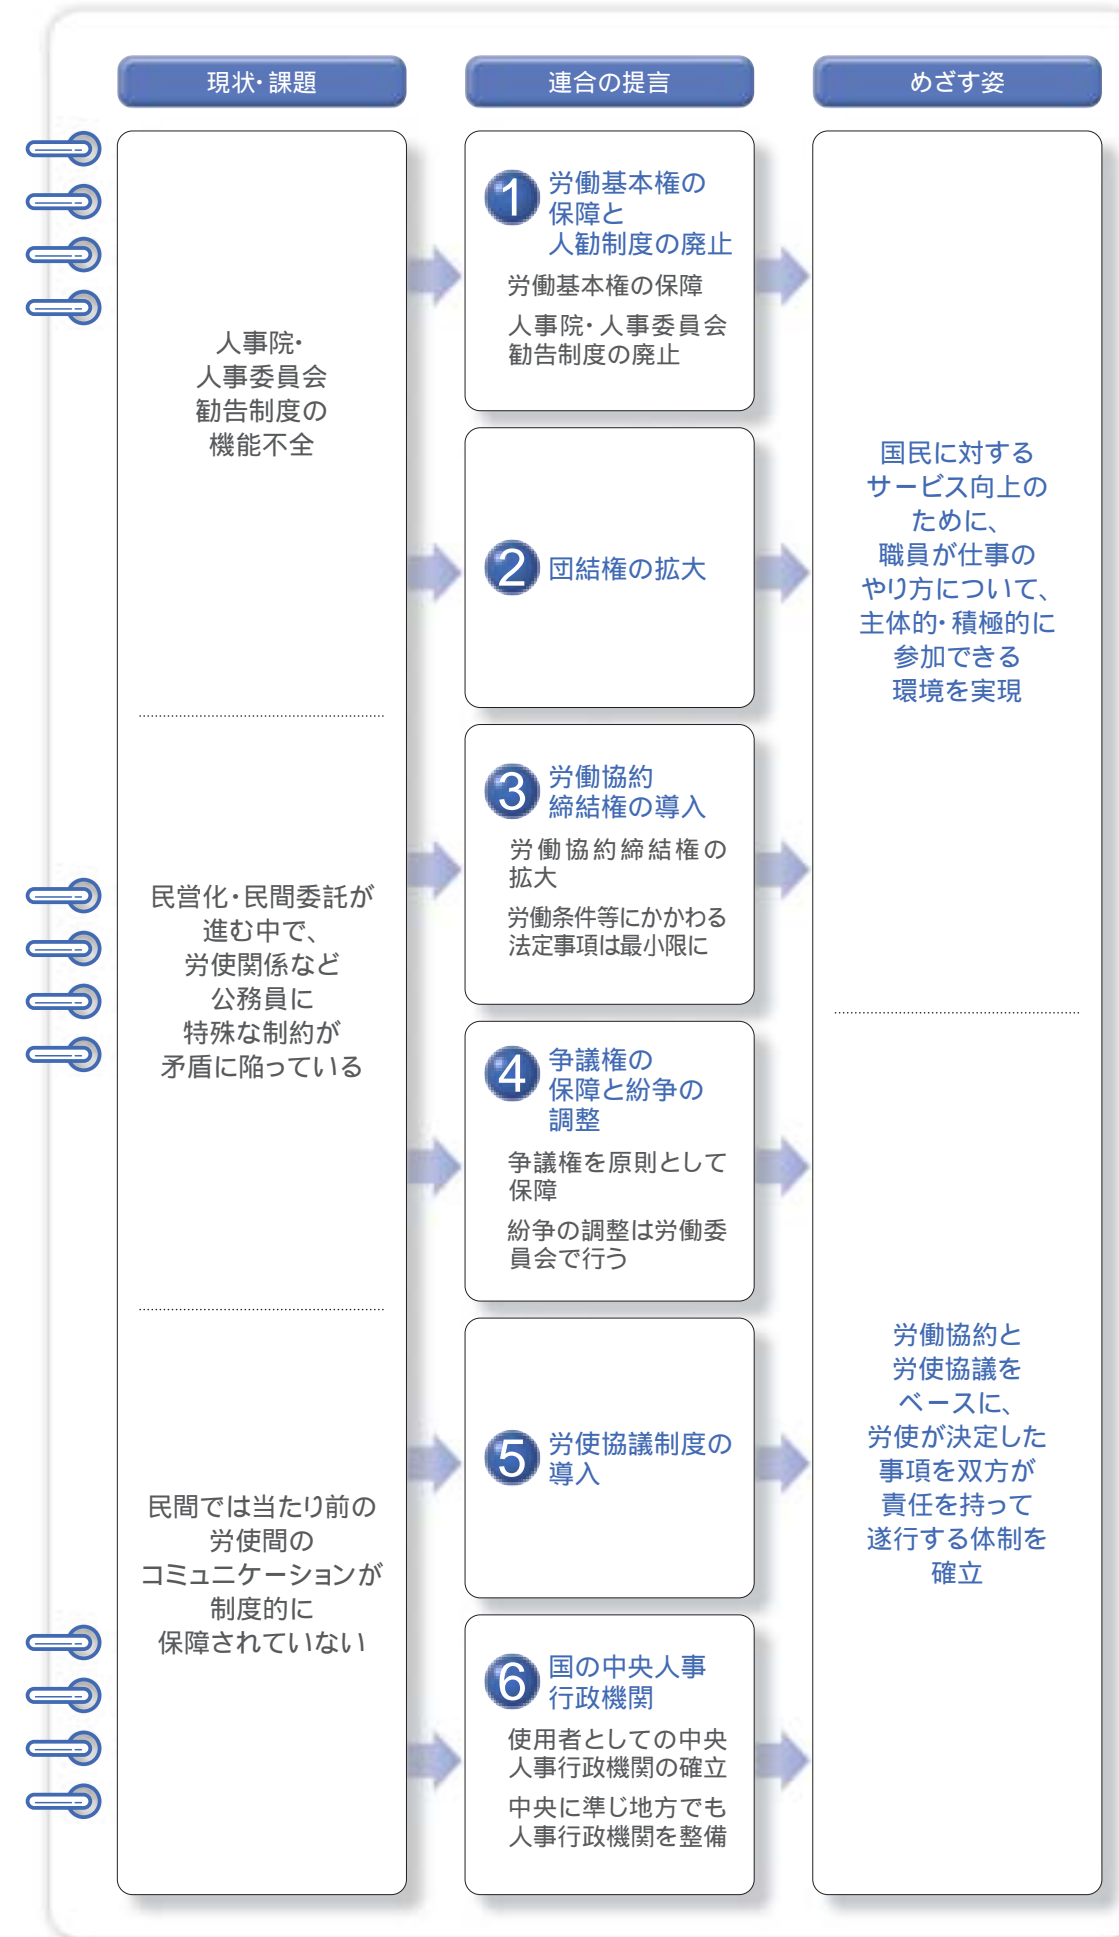 現状・課題
人事院・
人事委員会
勧告制度の
機能不全
民営化・民間委託が
進む中で、
労使関係など
公務員に
特殊な制約が
矛盾に陥っている
民間では当たり前の
労使間の
コミュニケーションが
制度的に
保障されていない
連合の提言
1 労働基本権の
保障と
人勧制度の廃止
労働基本権の保障
人事院・人事委員会
勧告制度の廃止
2 団結権の拡大
3 労働協約
締結権の導入
労働協約締結権の
拡大
労働条件等にかかわる
法定事項は最小限に
4 争議権の
保障と紛争の
調整
争議権を原則として
保障
紛争の調整は労働委
員会で行う
5 労使協議制度の
導入
6 国の中央人事
行政機関
使用者としての中央
人事行政機関の確立
中央に準じ地方でも
人事行政機関を整備
めざす姿
国民に対する
サービス向上の
ために、
職員が仕事の
やり方について、
主体的・積極的に
参加できる
環境を実現
労働協約と
労使協議を
ベースに、
労使が決定した
事項を双方が
責任を持って
遂行する体制を
確立